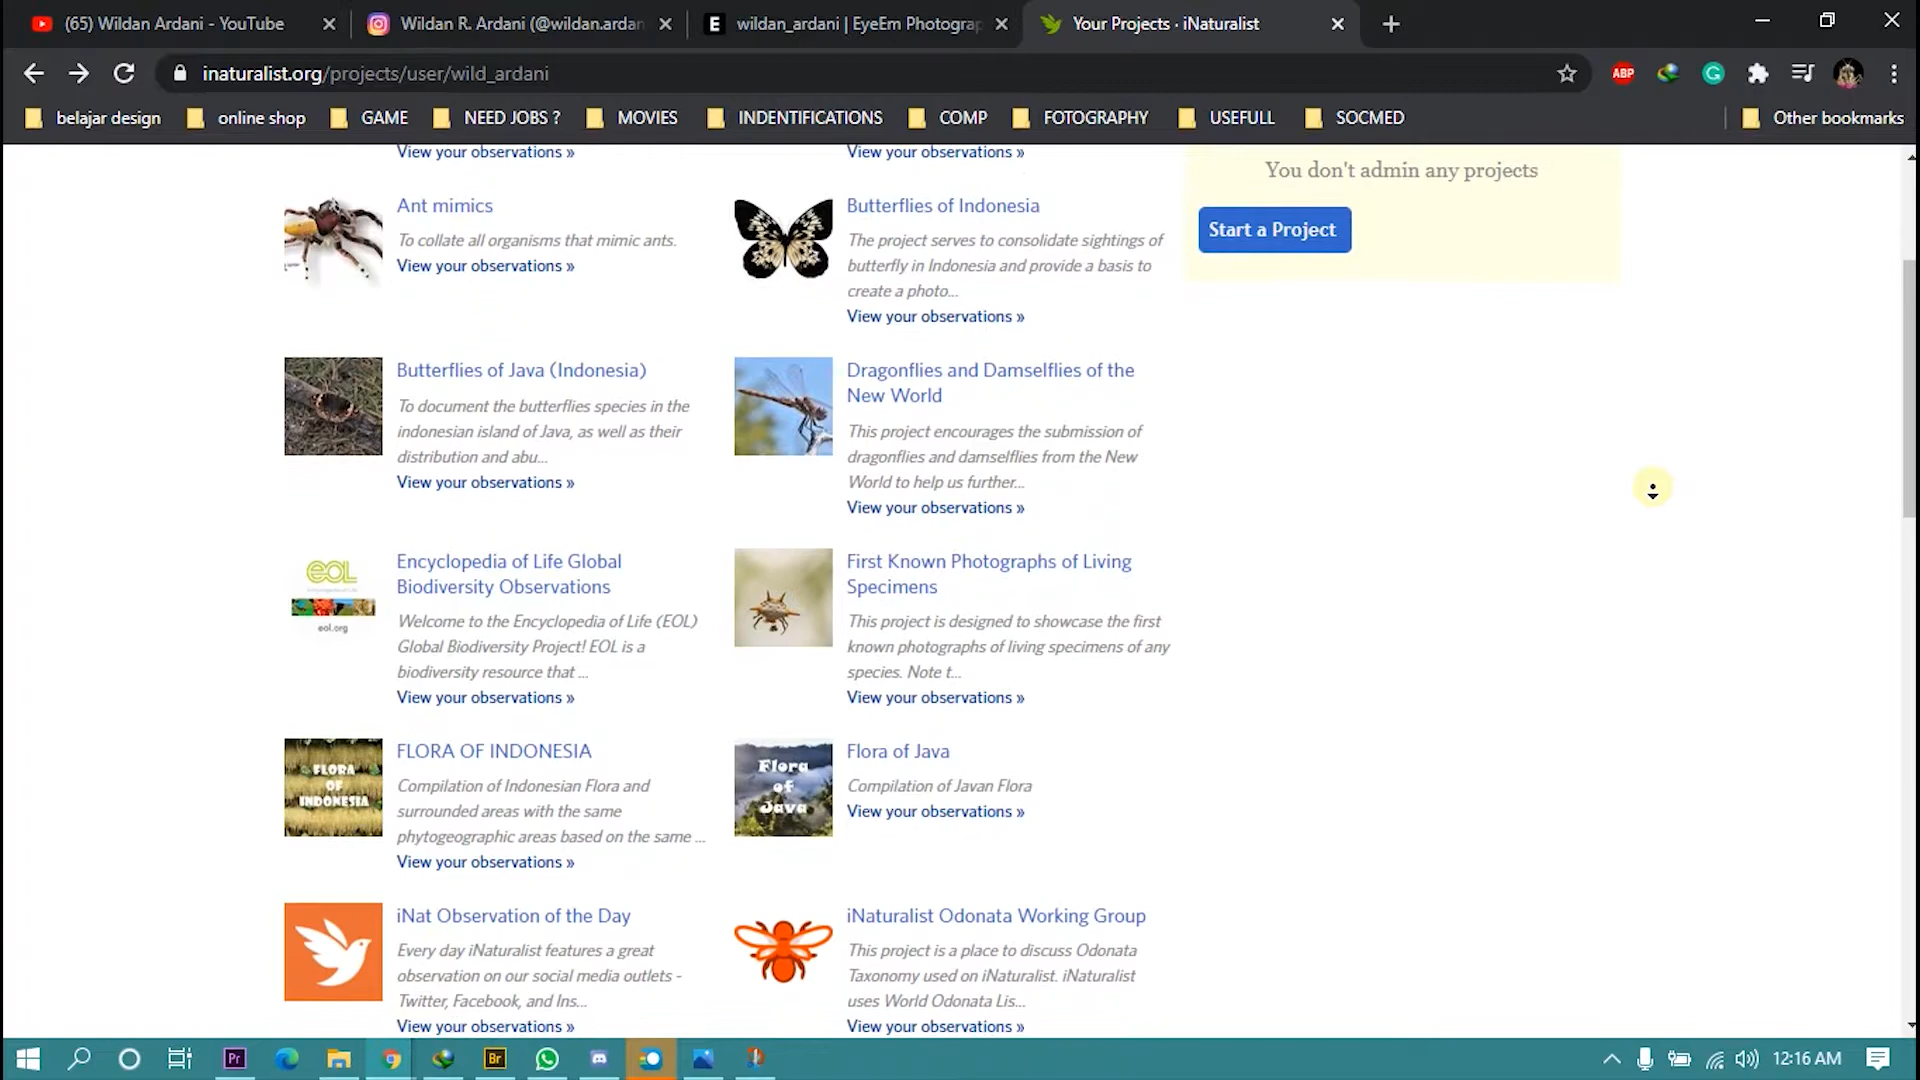 (65) Wildan Ardani - YouTube
Wildan R. Ardani (@wildan.ardan
E wildan_ardani | EyeEm Photograp
Your Projects · iNaturalist
inaturalist.org/projects/user/wild_ardani
ABP
belajar design
online shop
GAME
NEED JOBS ?
MOVIES
INDENTIFICATIONS
COMP
FOTOGRAPHY
USEFULL
SOCMED
Other bookmarks
View your observations »
View your observations »
You don't admin any projects
Start a Project
Ant mimics
To collate all organisms that mimic ants.
View your observations »
Butterflies of Indonesia
The project serves to consolidate sightings of
butterfly in Indonesia and provide a basis to
create a photo...
View your observations »
Butterflies of Java (Indonesia)
To document the butterflies species in the
indonesian island of Java, as well as their
distribution and abu...
View your observations »
Dragonflies and Damselflies of the
New World
This project encourages the submission of
dragonflies and damselflies from the New
World to help us further...
View your observations »
eol
eol.org
Encyclopedia of Life Global
Biodiversity Observations
Welcome to the Encyclopedia of Life (EOL)
Global Biodiversity Project! EOL is a
biodiversity resource that ...
View your observations »
First Known Photographs of Living
Specimens
This project is designed to showcase the first
known photographs of living specimens of any
species. Note t...
View your observations »
FLORA
OF
INDONESIA
FLORA OF INDONESIA
Compilation of Indonesian Flora and
surrounded areas with the same
phytogeographic areas based on the same ...
View your observations »
Flora
of
Java
Flora of Java
Compilation of Javan Flora
View your observations »
iNat Observation of the Day
Every day iNaturalist features a great
observation on our social media outlets -
Twitter, Facebook, and Ins...
View your observations »
iNaturalist Odonata Working Group
This project is a place to discuss Odonata
Taxonomy used on iNaturalist. iNaturalist
uses World Odonata Lis...
View your observations »
Pr
Br
12:16 AM